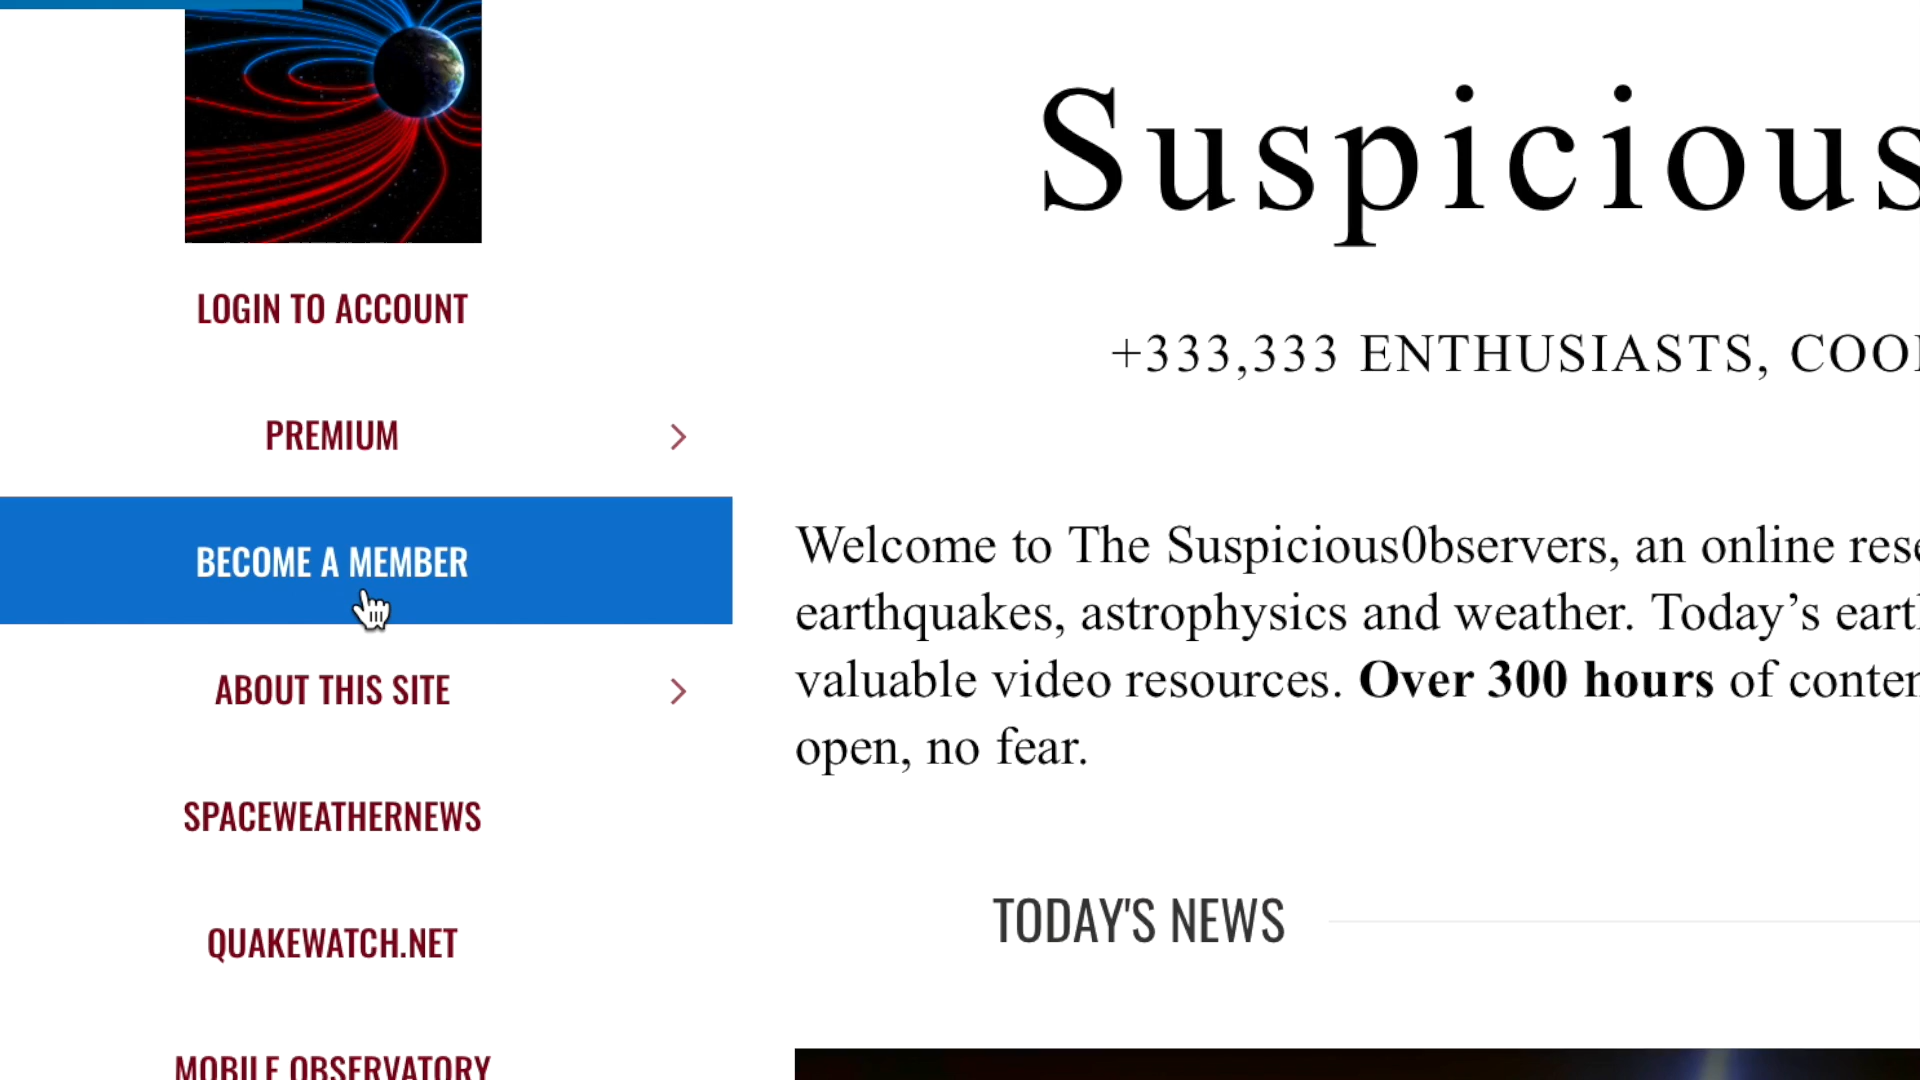 LOGIN TO ACCOUNT
PREMIUM
BECOME A MEMBER
ABOUT THIS SITE
SPACEWEATHERNEWS
QUAKEWATCH.NET
MOBILE OBSERVATORY
Suspicious
+333,333 ENTHUSIASTS,
Welcome to The Suspicious0bservers, an online
earthquakes, astrophysics and weather. Today’s
valuable video resources. Over 300 hours of
open, no fear.
TODAY'S NEWS